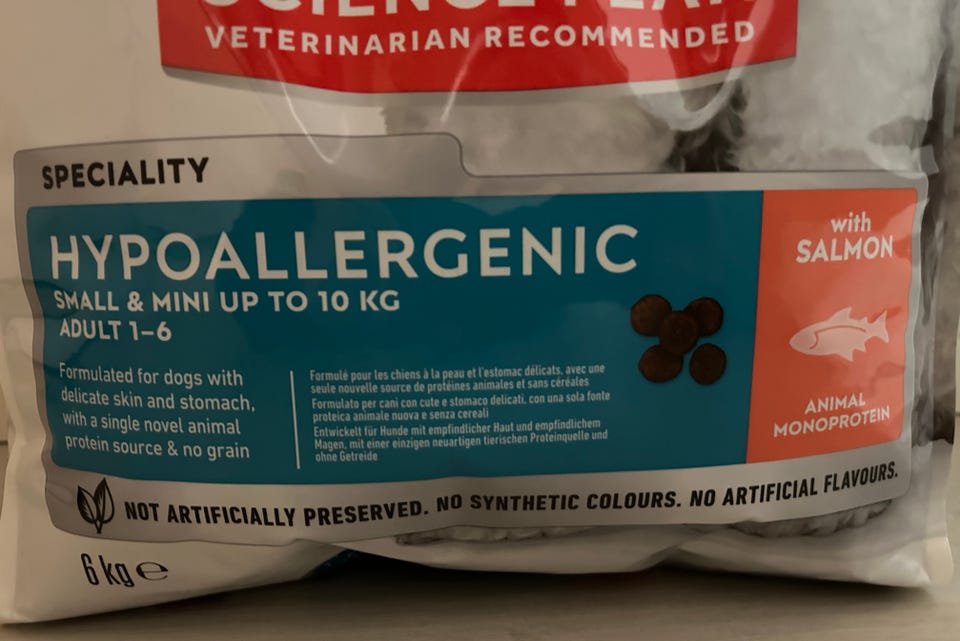 SCIENCE PLAN
VETERINARIAN RECOMMENDED
SPECIALITY
HYPOALLERGENIC
SMALL & MINI UP TO 10 KG
ADULT 1–6
Formulated for dogs with
delicate skin and stomach,
with a single novel animal
protein source & no grain
Formulé pour les chiens à la peau et l'estomac délicats, avec une
seule nouvelle source de protéines animales et sans céréales
Formulato per cani con cute e stomaco delicati, con una sola fonte
proteica animale nuova e senza cereali
Entwickelt für Hunde mit empfindlicher Haut und empfindlichem
Magen, mit einer einzigen neuartigen tierischen Proteinquelle und
ohne Getreide
with
SALMON
ANIMAL
MONOPROTEIN
NOT ARTIFICIALLY PRESERVED. NO SYNTHETIC COLOURS. NO ARTIFICIAL FLAVOURS.
6 kg e